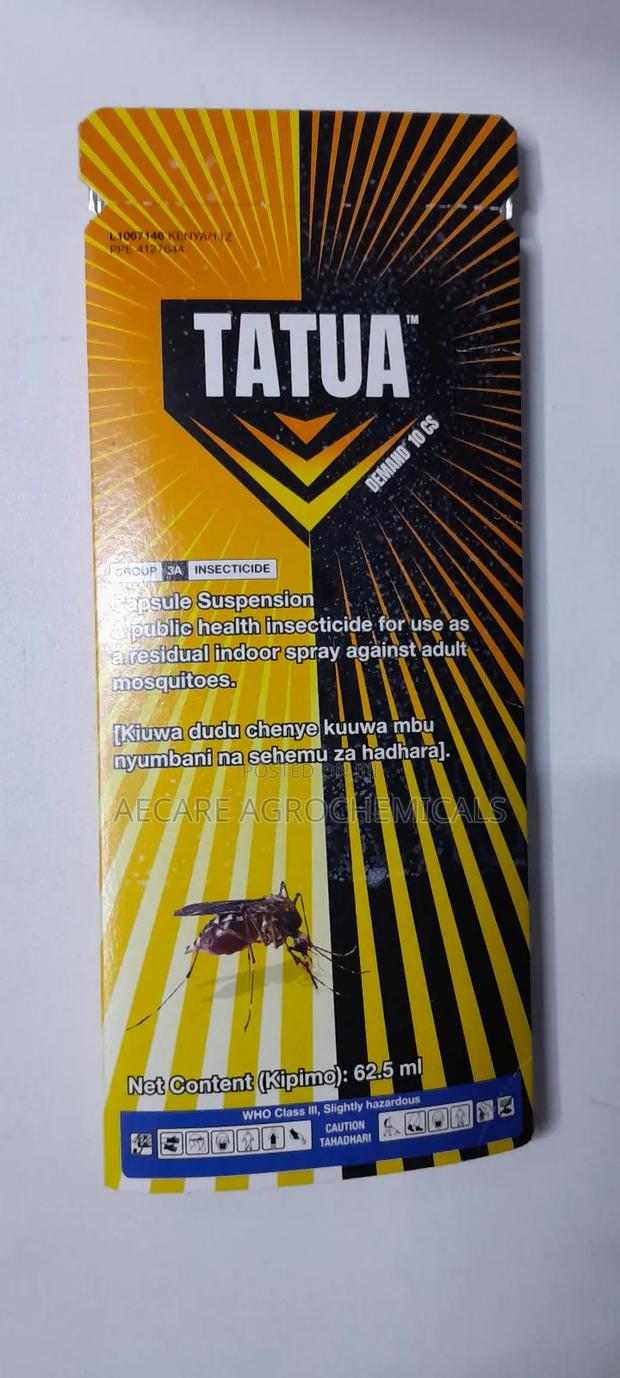 L1067146 KENYA/11Z
PPE 4127644
TATUA™
DEMAND® 10 CS
GROUP 3A INSECTICIDE
Capsule Suspension
A public health insecticide for use as
a residual indoor spray against adult
mosquitoes.
[Kiuwa dudu chenye kuuwa mbu
nyumbani na sehemu za hadhara].
POSTED ON
AECARE AGROCHEMICALS
Net Content (Kipimo): 62.5 ml
WHO Class III, Slightly hazardous
CAUTION
TAHADHARI